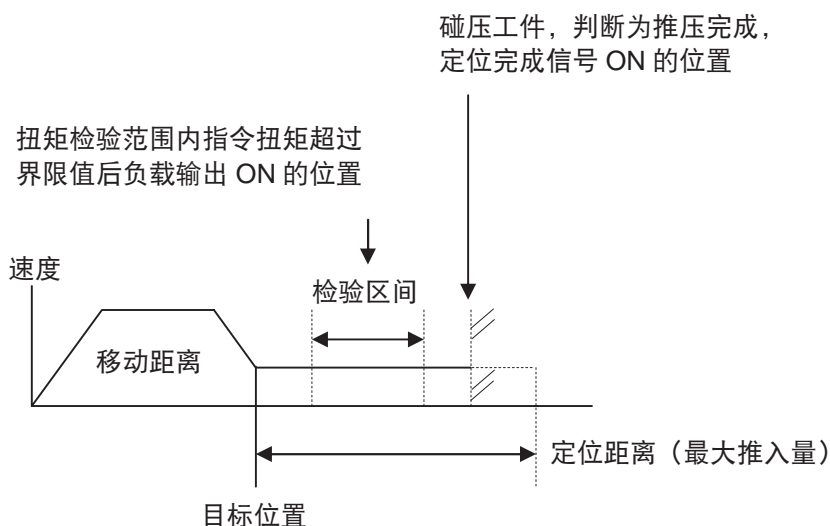 碰压工件，判断为推压完成，
定位完成信号 ON 的位置
扭矩检验范围内指令扭矩超过
界限值后负载输出 ON 的位置
速度
检验区间
移动距离
定位距离（最大推入量）
目标位置